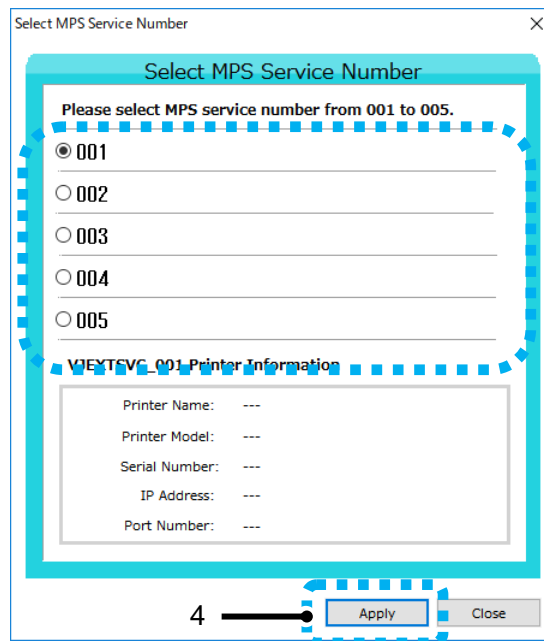 Select MPS Service Number
Select MPS Service Number
Please select MPS service number from 001 to 005.
001
002
003
004
005
VJEXTSVC_001 Printer Information
Printer Name: ---
Printer Model: ---
Serial Number: ---
IP Address: ---
Port Number: ---
4
Apply
Close